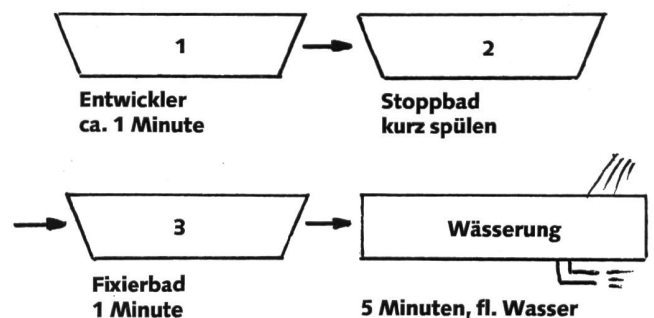 1
2
Entwickler
ca. 1 Minute
Stoppbad
kurz spülen
3
Wässerung
Fixierbad
1 Minute
5 Minuten, fl. Wasser